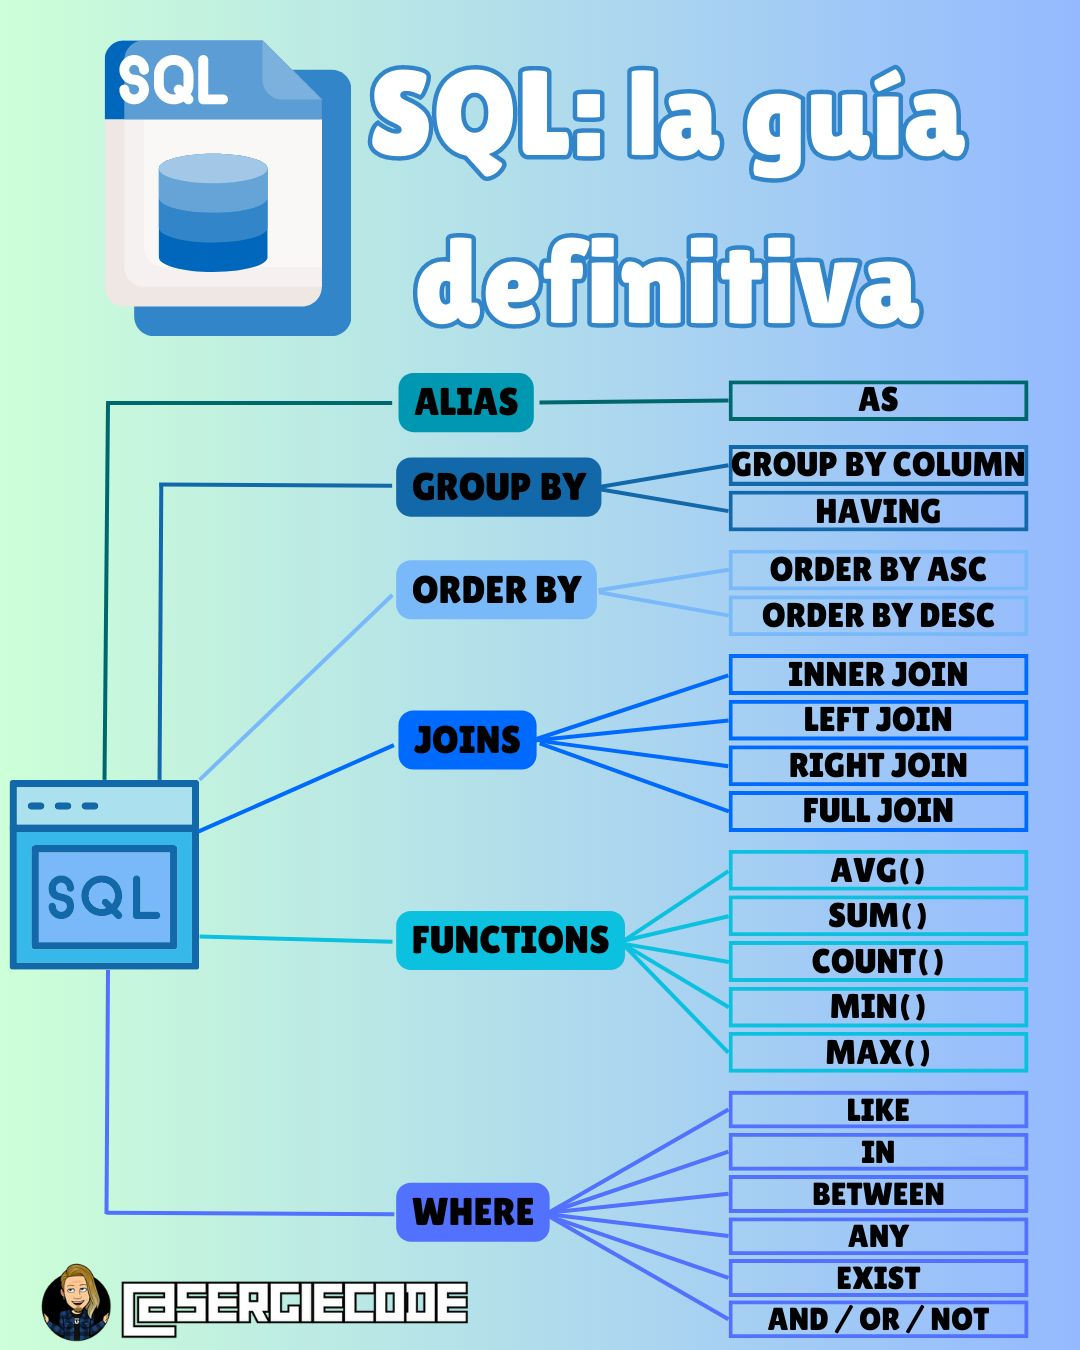 SQL
SQL: la guía
definitiva
ALIAS
AS
GROUP BY
GROUP BY COLUMN
HAVING
ORDER BY
ORDER BY ASC
ORDER BY DESC
JOINS
INNER JOIN
LEFT JOIN
RIGHT JOIN
FULL JOIN
SQL
FUNCTIONS
AVG()
SUM()
COUNT()
MIN()
MAX()
WHERE
LIKE
IN
BETWEEN
ANY
EXIST
AND / OR / NOT
@SERGIECODE